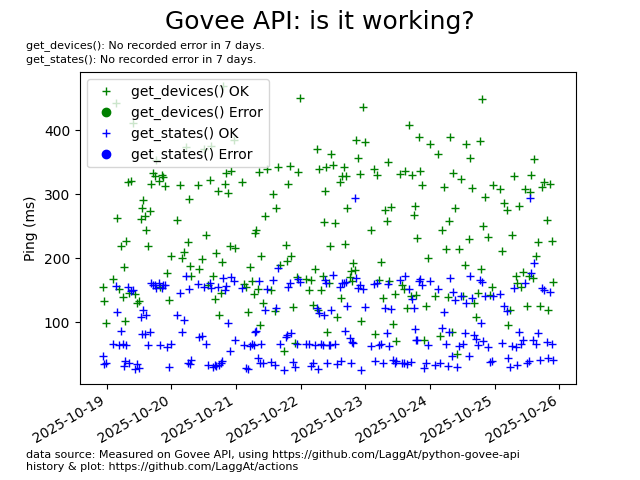 Govee API: is it working?
get_devices(): No recorded error in 7 days.
get_states(): No recorded error in 7 days.
get_devices() OK
get_devices() Error
get_states() OK
get_states() Error
400
300
200
100
Ping (ms)
2025-10-19
2025-10-20
2025-10-21
2025-10-22
2025-10-23
2025-10-24
2025-10-25
2025-10-26
data source: Measured on Govee API, using https://github.com/LaggAt/python-govee-api
history & plot: https://github.com/LaggAt/actions